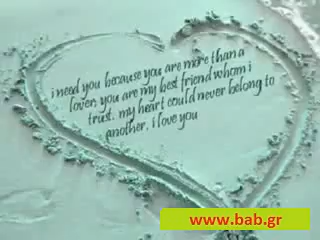 i need you because you are more than a
lover, you are my best friend whom i
trust. my heart could never belong to
another. i love you
www.bab.gr